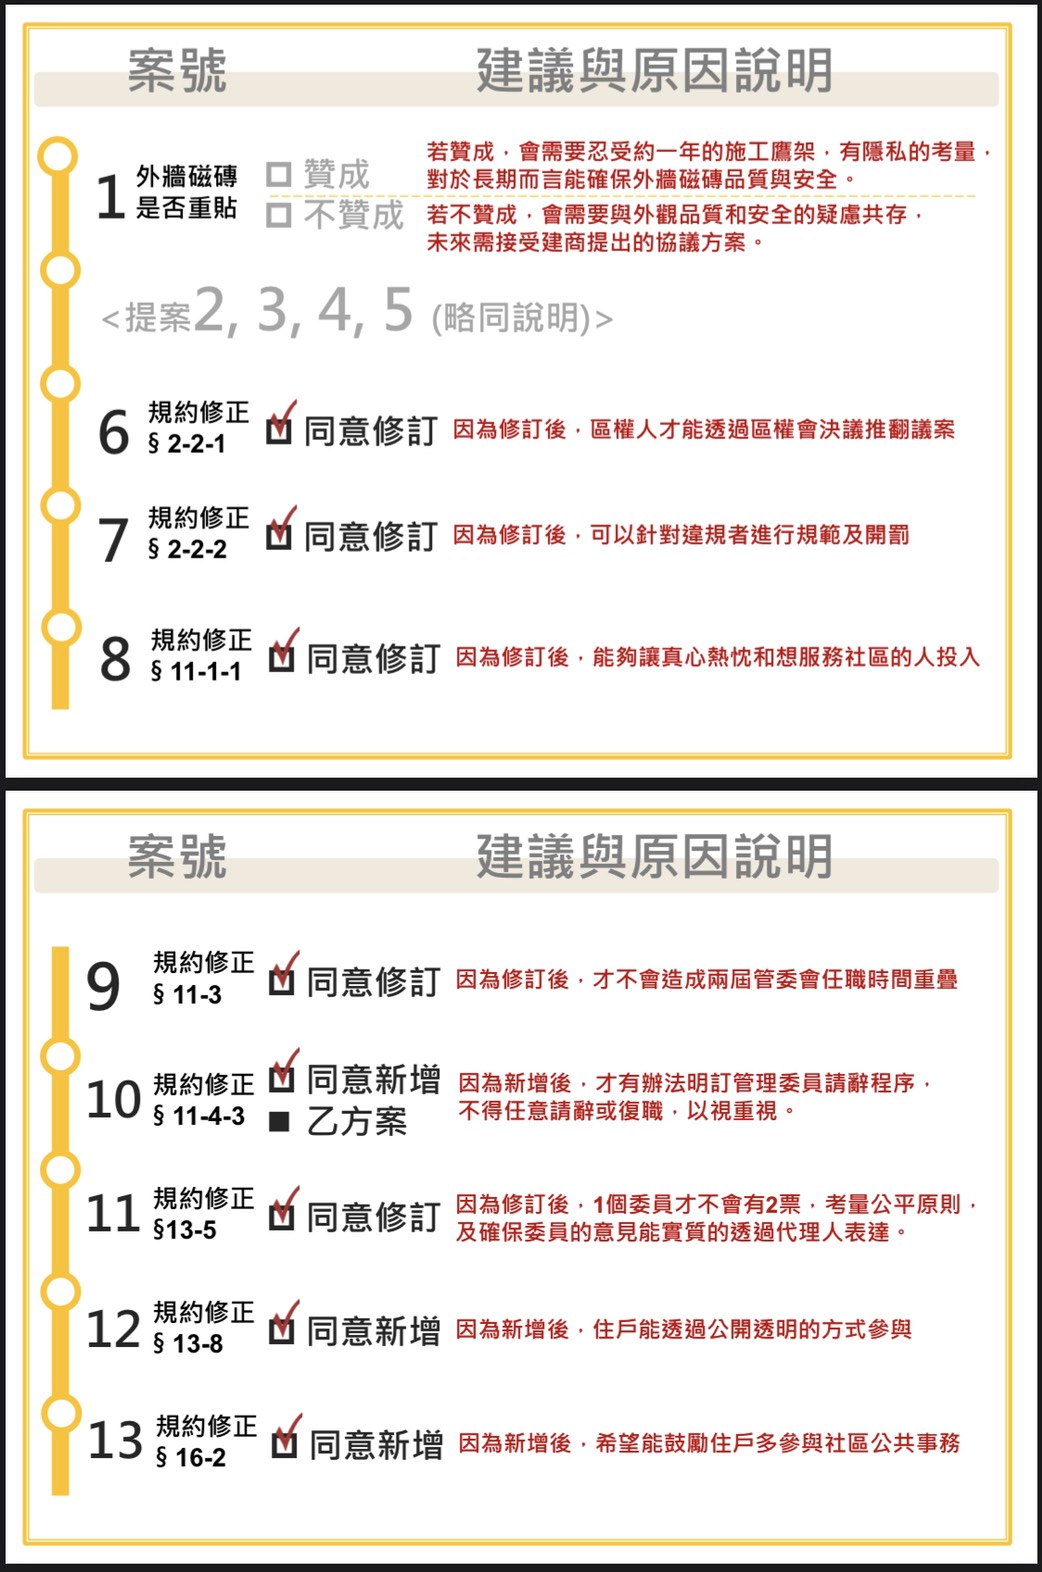 案號 建議與原因說明
1 外牆磁磚
是否重貼
□ 贊成
若贊成，會需要忍受約一年的施工鷹架，有隱私的考量，
對於長期而言能確保外牆磁磚品質與安全。
□ 不贊成
若不贊成，會需要與外觀品質和安全的疑慮共存，
未來需接受建商提出的協議方案。
<提案2, 3, 4, 5 (略同說明)>
6 規約修正
§ 2-2-1
同意修訂 因為修訂後，區權人才能透過區權會決議推翻議案
7 規約修正
§ 2-2-2
同意修訂 因為修訂後，可以針對違規者進行規範及開罰
8 規約修正
§ 11-1-1
同意修訂 因為修訂後，能夠讓真心熱忱和想服務社區的人投入
案號 建議與原因說明
9 規約修正
§ 11-3
同意修訂 因為修訂後，才不會造成兩屆管委會任職時間重疊
10 規約修正
§ 11-4-3
同意新增
■ 乙方案
因為新增後，才有辦法明訂管理委員請辭程序，
不得任意請辭或復職，以視重視。
11 規約修正
§13-5
同意修訂
因為修訂後，1個委員才不會有2票，考量公平原則，
及確保委員的意見能實質的透過代理人表達。
12 規約修正
§ 13-8
同意新增 因為新增後，住戶能透過公開透明的方式參與
13 規約修正
§ 16-2
同意新增 因為新增後，希望能鼓勵住戶多參與社區公共事務